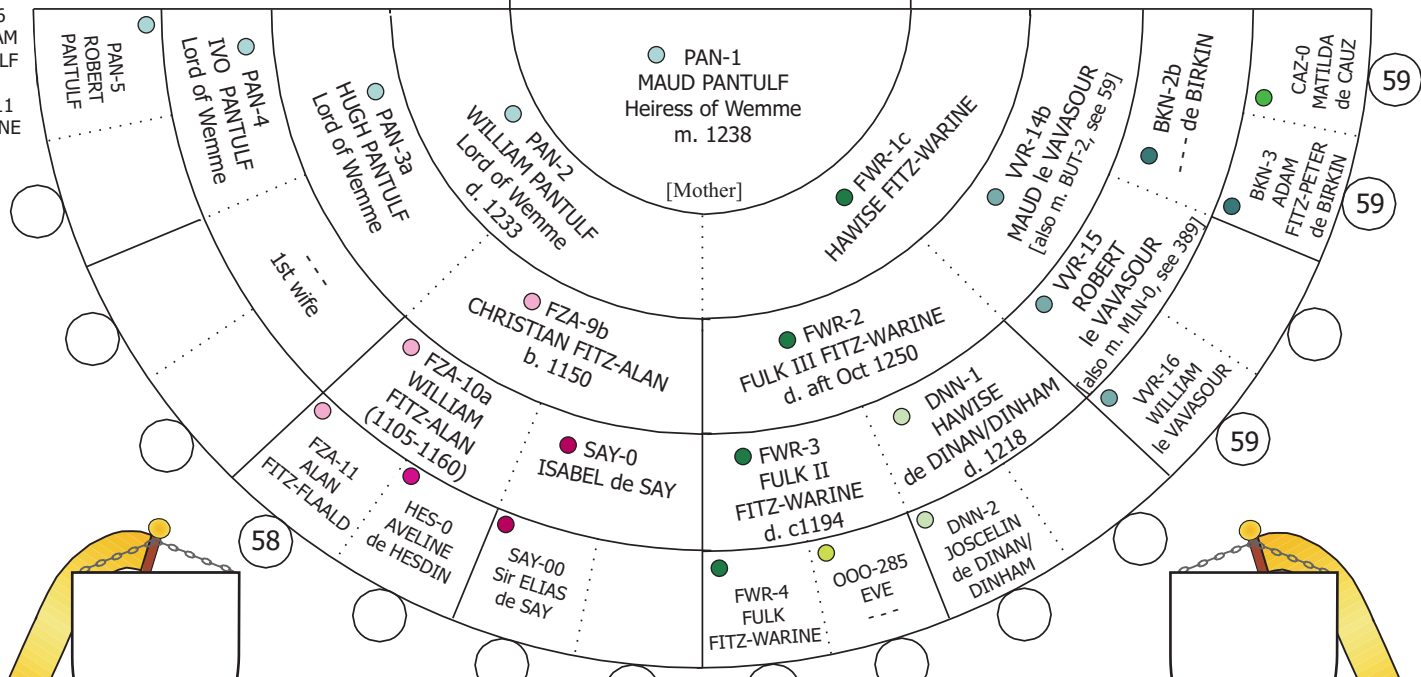 6
AM
LF
11
NE
PAN-5
ROBERT
PANTULF
PAN-4
IVO PANTULF
Lord of Wemme
PAN-3a
HUGH PANTULF
Lord of Wemme
PAN-2
WILLIAM PANTULF
Lord of Wemme
d. 1233
PAN-1
MAUD PANTULF
Heiress of Wemme
m. 1238
[Mother]
FWR-1c
HAWISE FITZ-WARINE
VVR-14b
MAUD le VAVASOUR
[also m. BUT-2, see 59]
BKN-2b
--- de BIRKIN
CAZ-0
MATILDA
de CAUZ
59
BKN-3
ADAM
FITZ-PETER
de BIRKIN
59
---
1st wife
FZA-9b
CHRISTIAN FITZ-ALAN
b. 1150
FWR-2
FULK III FITZ-WARINE
d. aft Oct 1250
VVR-15
ROBERT
le VAVASOUR
[also m. MLN-0, see 389]
VVR-16
WILLIAM
le VAVASOUR
59
FZA-10a
WILLIAM
FITZ-ALAN
(1105-1160)
SAY-0
ISABEL de SAY
FWR-3
FULK II
FITZ-WARINE
d. c1194
DNN-1
HAWISE
de DINAN/DINHAM
d. 1218
FZA-11
ALAN
FITZ-FLAALD
58
HES-0
AVELINE
de HESDIN
SAY-00
Sir ELIAS
de SAY
FWR-4
FULK
FITZ-WARINE
OOO-285
EVE
---
DNN-2
JOSCELIN
de DINAN/
DINHAM